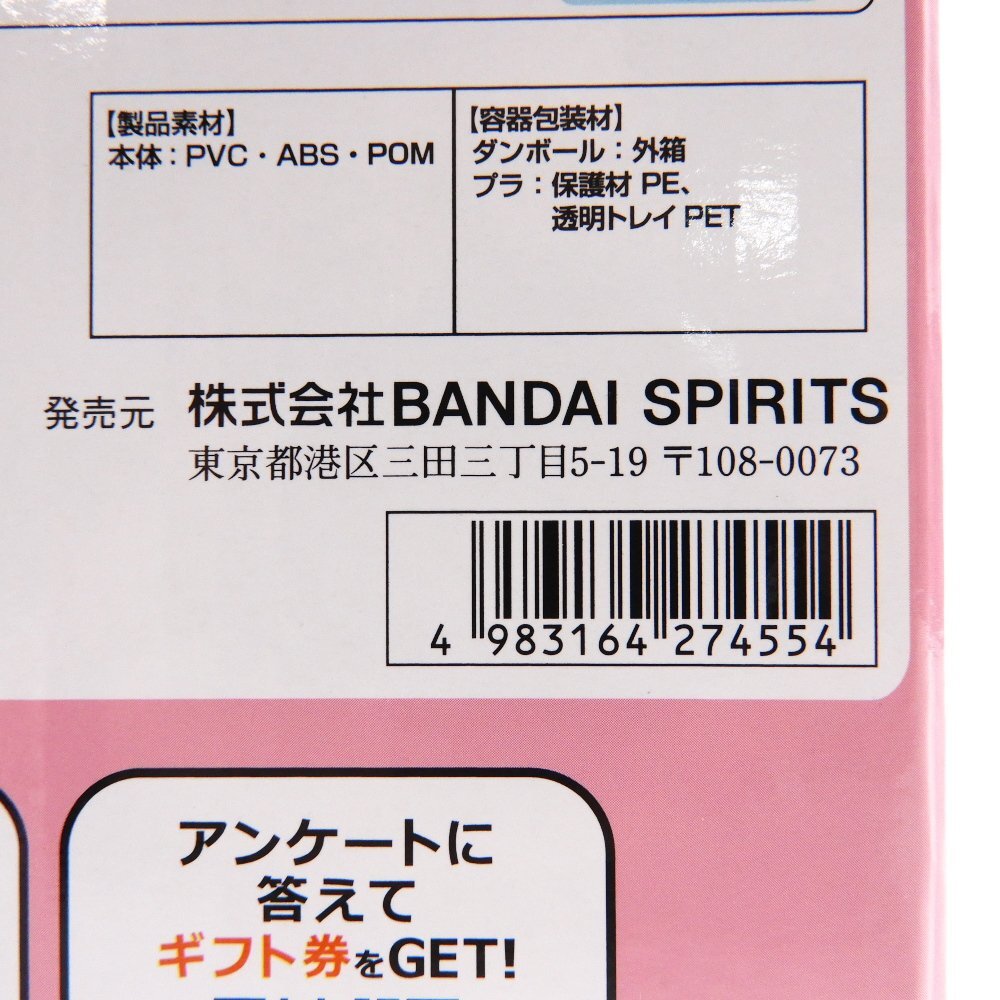 【製品素材】
本体：PVC・ABS・POM
【容器包装材】
ダンボール：外箱
プラ：保護材 PE、
透明トレイ PET
発売元 株式会社BANDAI SPIRITS
東京都港区三田三丁目5-19 〒108-0073
4 983164 274554
アンケートに
答えて
ギフト券をGET!